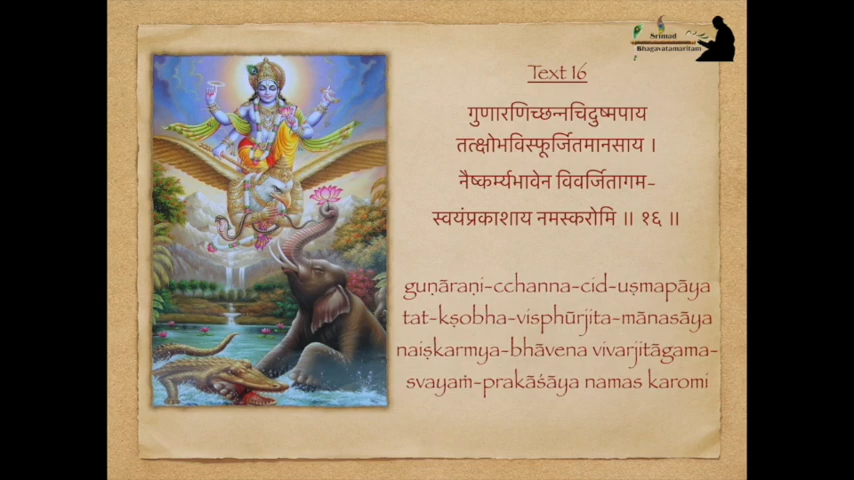 Srimad
Bhagavatamaritam
Text 16
गुणारणिच्छन्नचिदुष्मपाय
तत्क्षोभविस्फूर्जितमानसाय ।
नैष्कर्म्यभावेन विवर्जितागम-
स्वयंप्रकाशाय नमस्करोमि ॥ १६ ॥
guṇāraṇi-cchanna-cid-uṣmapāya
tat-kṣobha-visphūrjita-mānasāya
naiṣkarmya-bhāvena vivarjitāgama-
svayaṁ-prakāśāya namas karomi